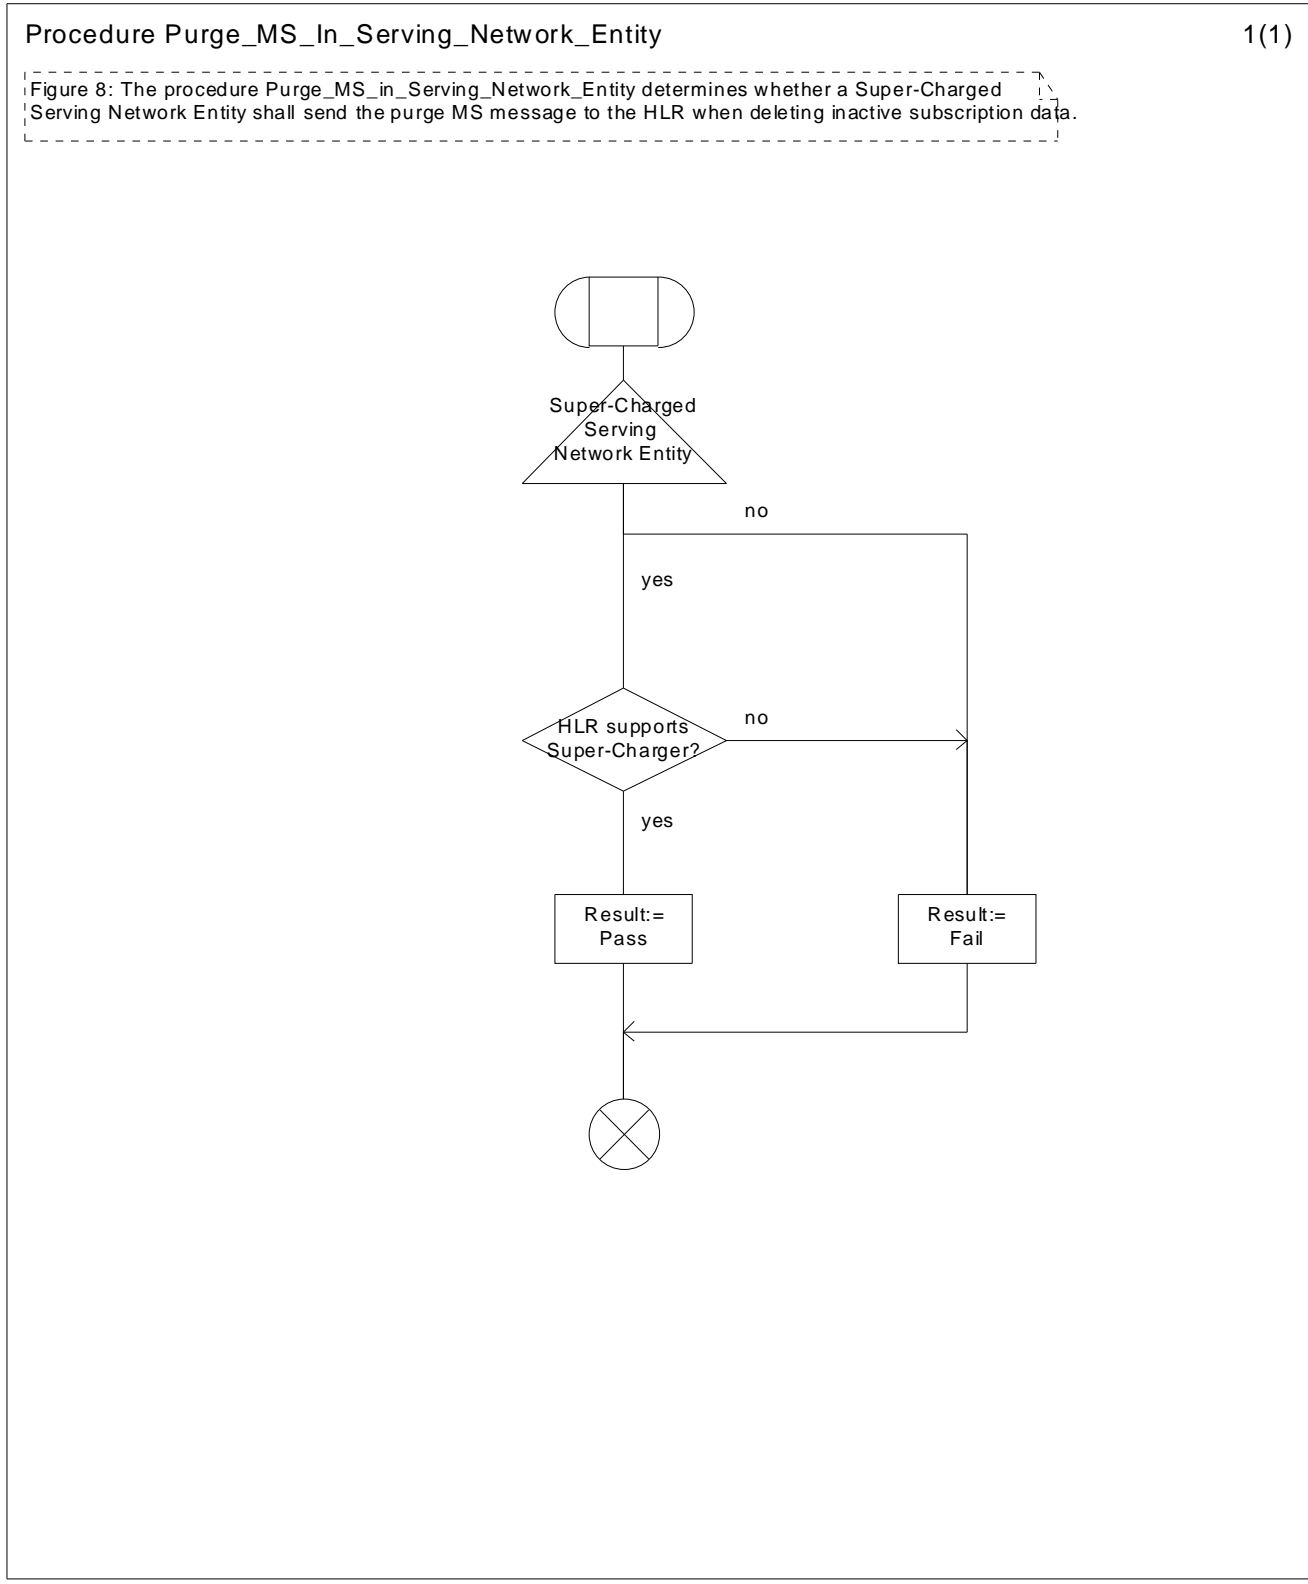 Procedure Purge_MS_In_Serving_Network_Entity
1(1)
Figure 8: The procedure Purge_MS_in_Serving_Network_Entity determines whether a Super-Charged
Serving Network Entity shall send the purge MS message to the HLR when deleting inactive subscription data.
Super-Charged
Serving
Network Entity
no
yes
HLR supports
Super-Charger?
no
yes
Result:=
Pass
Result:=
Fail